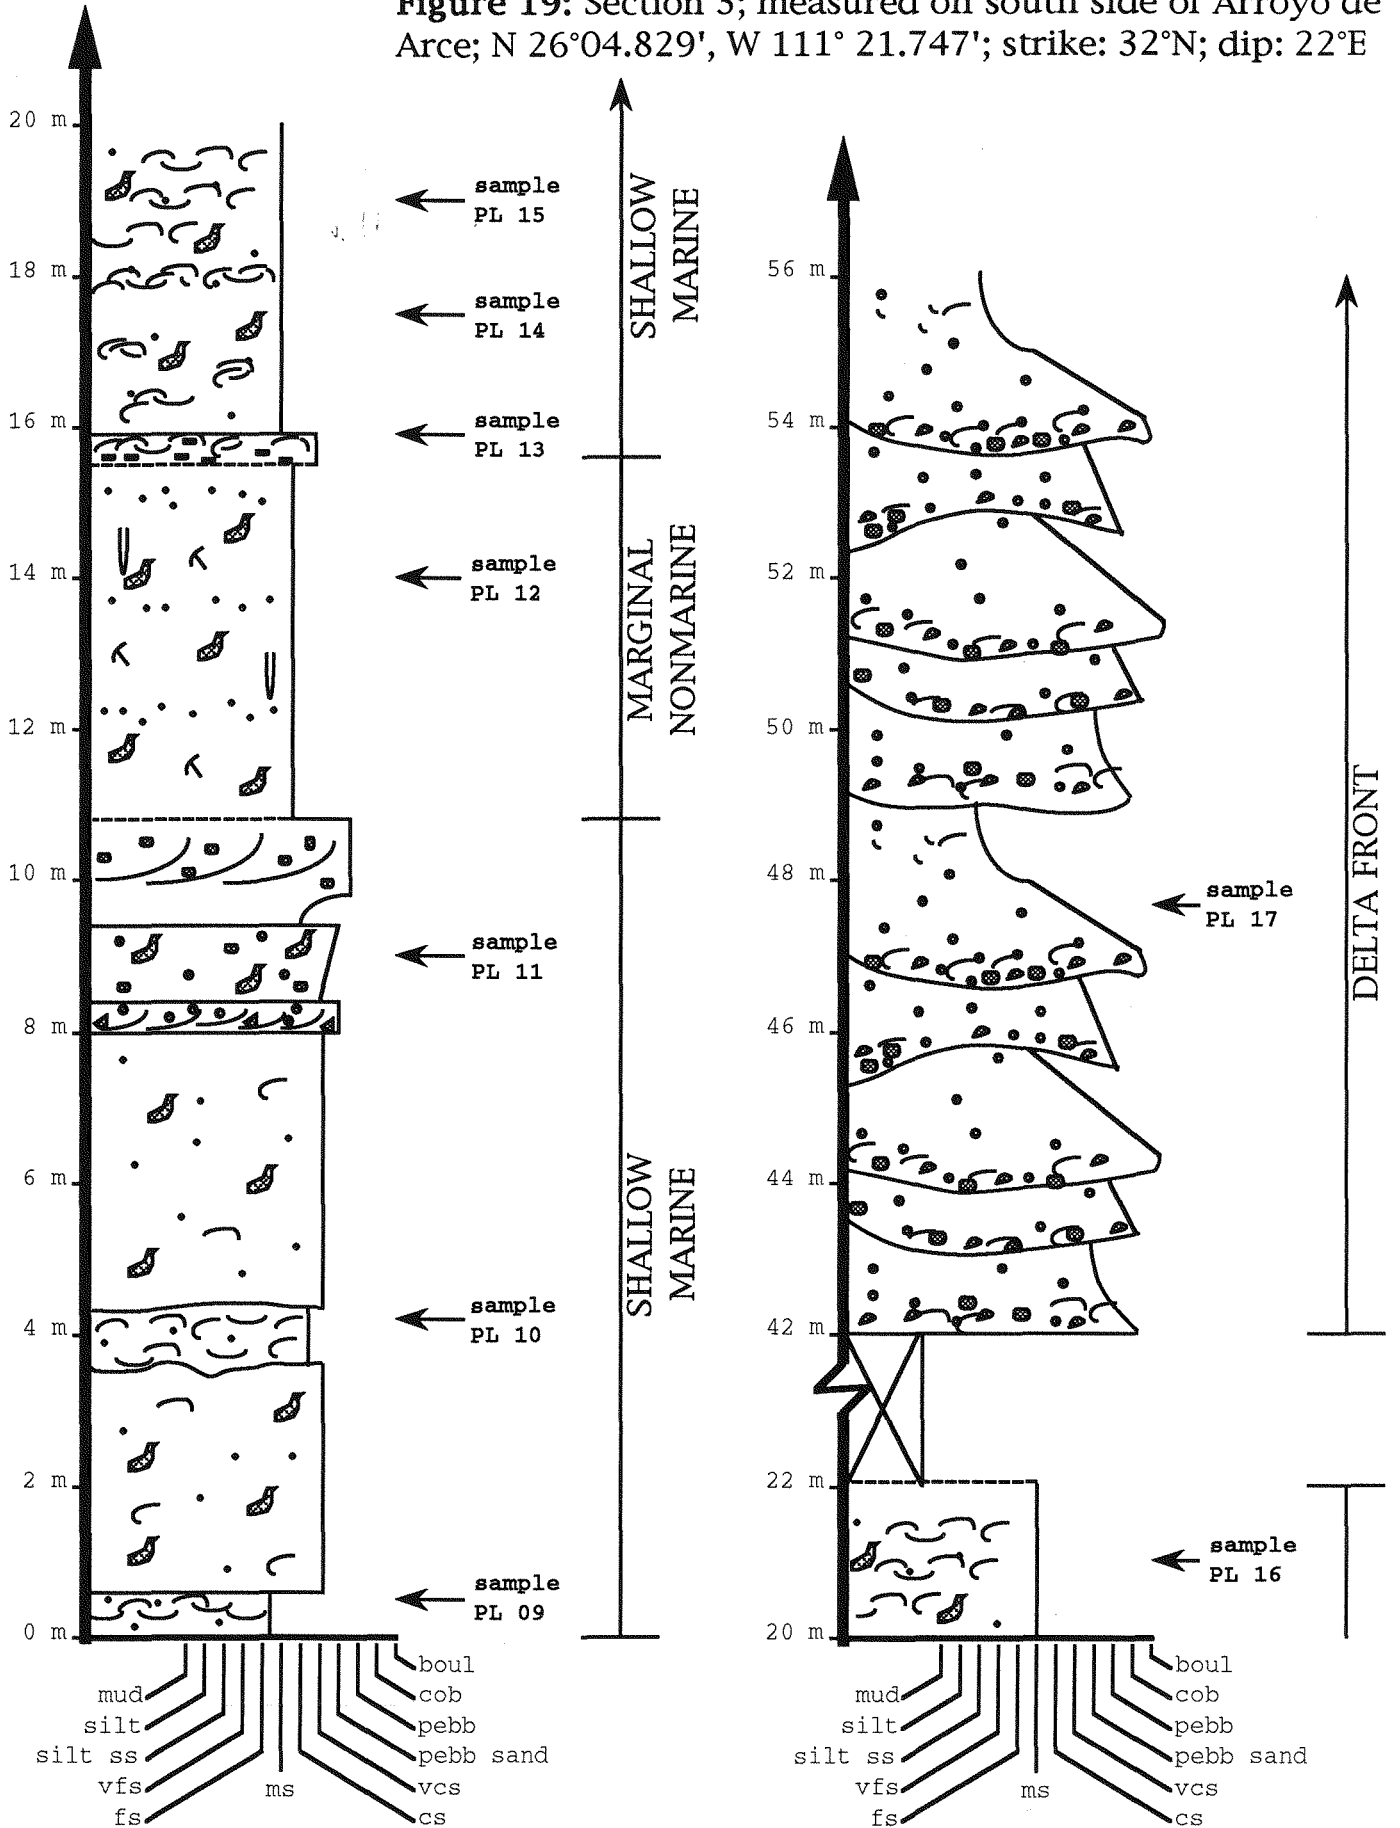 Figure 19: Section 3; measured on south side of Arroyo de
Arce; N 26°04.829', W 111° 21.747'; strike: 32°N; dip: 22°E
20 m
18 m
16 m
14 m
12 m
10 m
8 m
6 m
4 m
2 m
0 m
sample
PL 15
sample
PL 14
sample
PL 13
sample
PL 12
sample
PL 11
sample
PL 10
sample
PL 09
SHALLOW
MARINE
MARGINAL
NONMARINE
SHALLOW
MARINE
mud
silt
silt ss
vfs
fs
ms
boul
cob
pebb
pebb sand
vcs
cs
56 m
54 m
52 m
50 m
48 m
46 m
44 m
42 m
22 m
20 m
sample
PL 17
sample
PL 16
DELTA FRONT
mud
silt
silt ss
vfs
fs
ms
boul
cob
pebb
pebb sand
vcs
cs